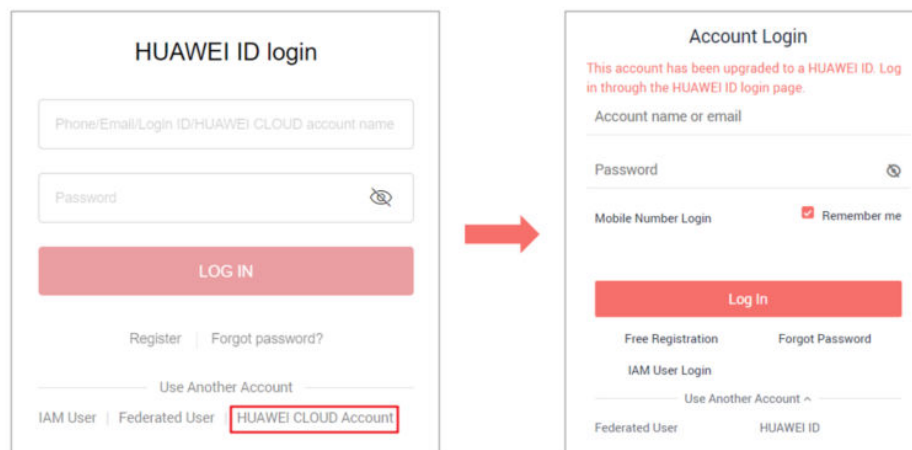 HUAWEI ID login
Phone/Email/Login ID/HUAWEI CLOUD account name
Password
LOG IN
Register | Forgot password?
Use Another Account
IAM User | Federated User | HUAWEI CLOUD Account
Account Login
This account has been upgraded to a HUAWEI ID. Log
in through the HUAWEI ID login page.
Account name or email
Password
Mobile Number Login
Remember me
Log In
Free Registration
Forgot Password
IAM User Login
Use Another Account
Federated User
HUAWEI ID